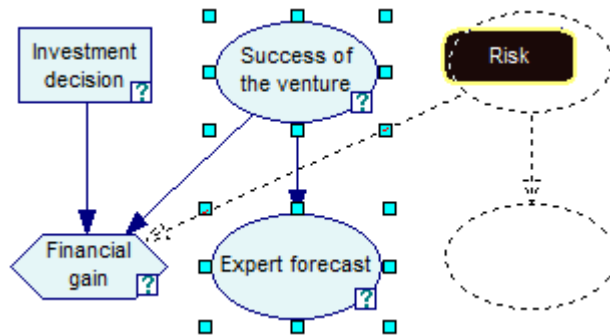 Investment
decision
?
Success of
the venture
?
Risk
Financial
gain
?
Expert forecast
?